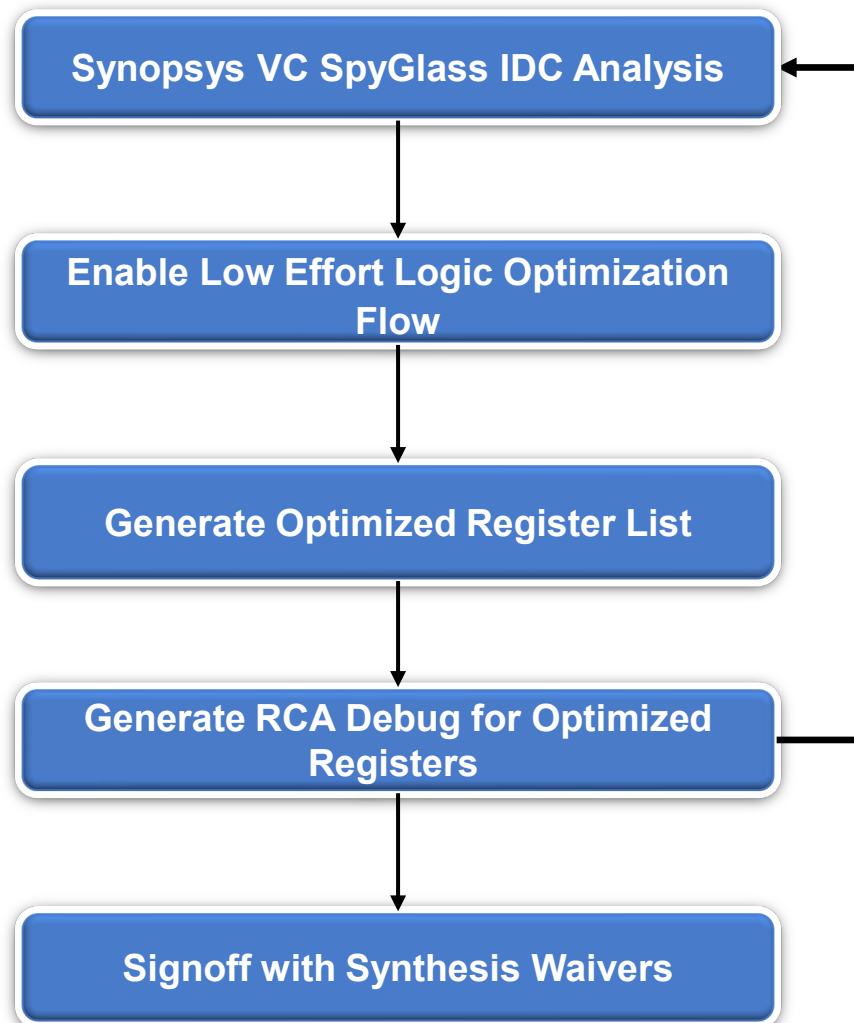 Synopsys VC SpyGlass IDC Analysis
Enable Low Effort Logic Optimization
Flow
Generate Optimized Register List
Generate RCA Debug for Optimized
Registers
Signoff with Synthesis Waivers